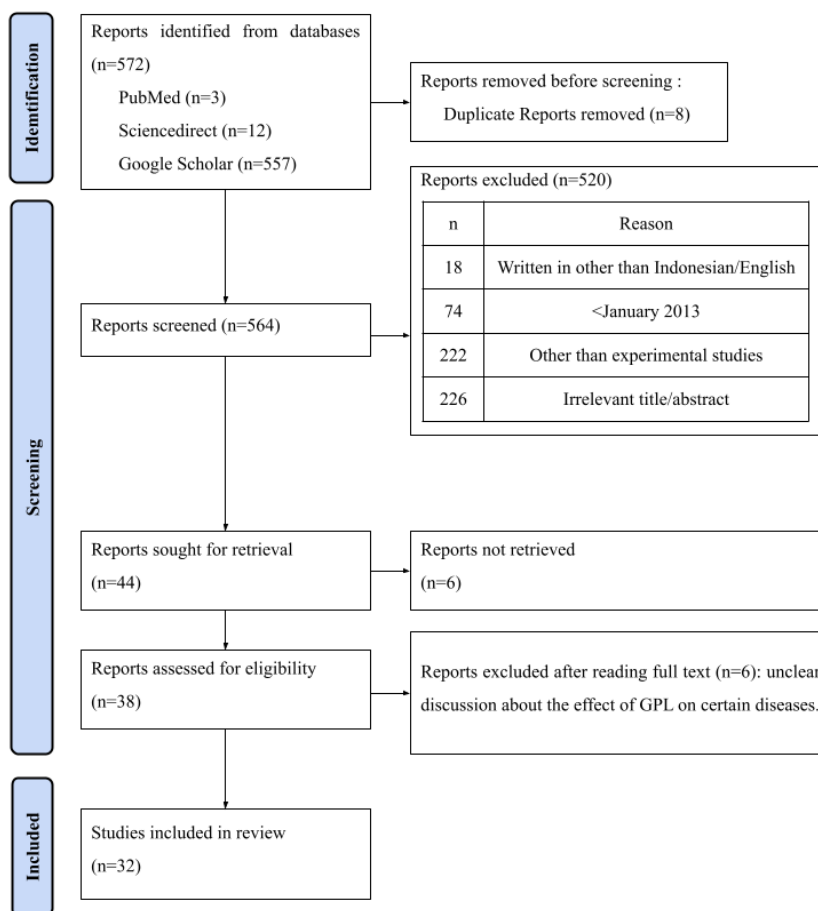 Idemtification
Reports identified from databases
(n=572)
PubMed (n=3)
Sciencedirect (n=12)
Google Scholar (n=557)
Reports removed before screening :
Duplicate Reports removed (n=8)
Screening
Reports screened (n=564)
Reports excluded (n=520)
n Reason
18 Written in other than Indonesian/English
74 <January 2013
222 Other than experimental studies
226 Irrelevant title/abstract
Reports sought for retrieval
(n=44)
Reports not retrieved
(n=6)
Reports assessed for eligibility
(n=38)
Reports excluded after reading full text (n=6): unclear
discussion about the effect of GPL on certain diseases.
Included
Studies included in review
(n=32)